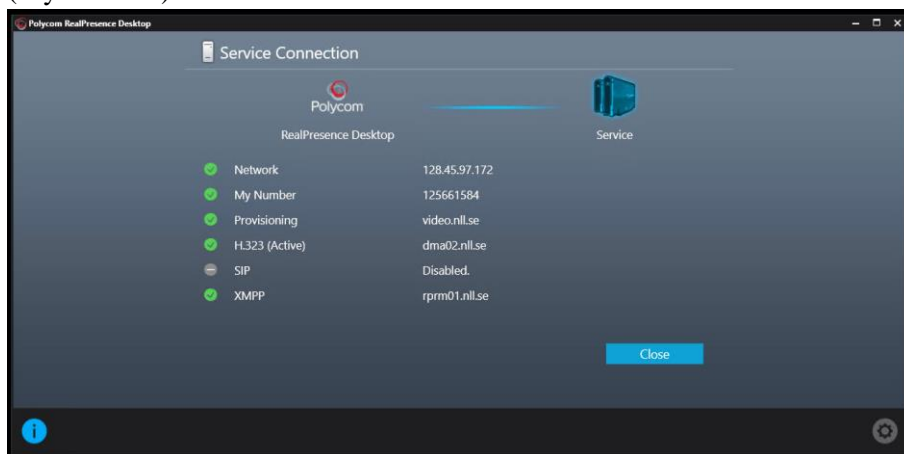 Polycom RealPresence Desktop
Service Connection
Polycom
RealPresence Desktop
Service
Network 128.45.97.172
My Number 125661584
Provisioning video.nll.se
H.323 (Active) dma02.nll.se
SIP Disabled.
XMPP rprm01.nll.se
Close